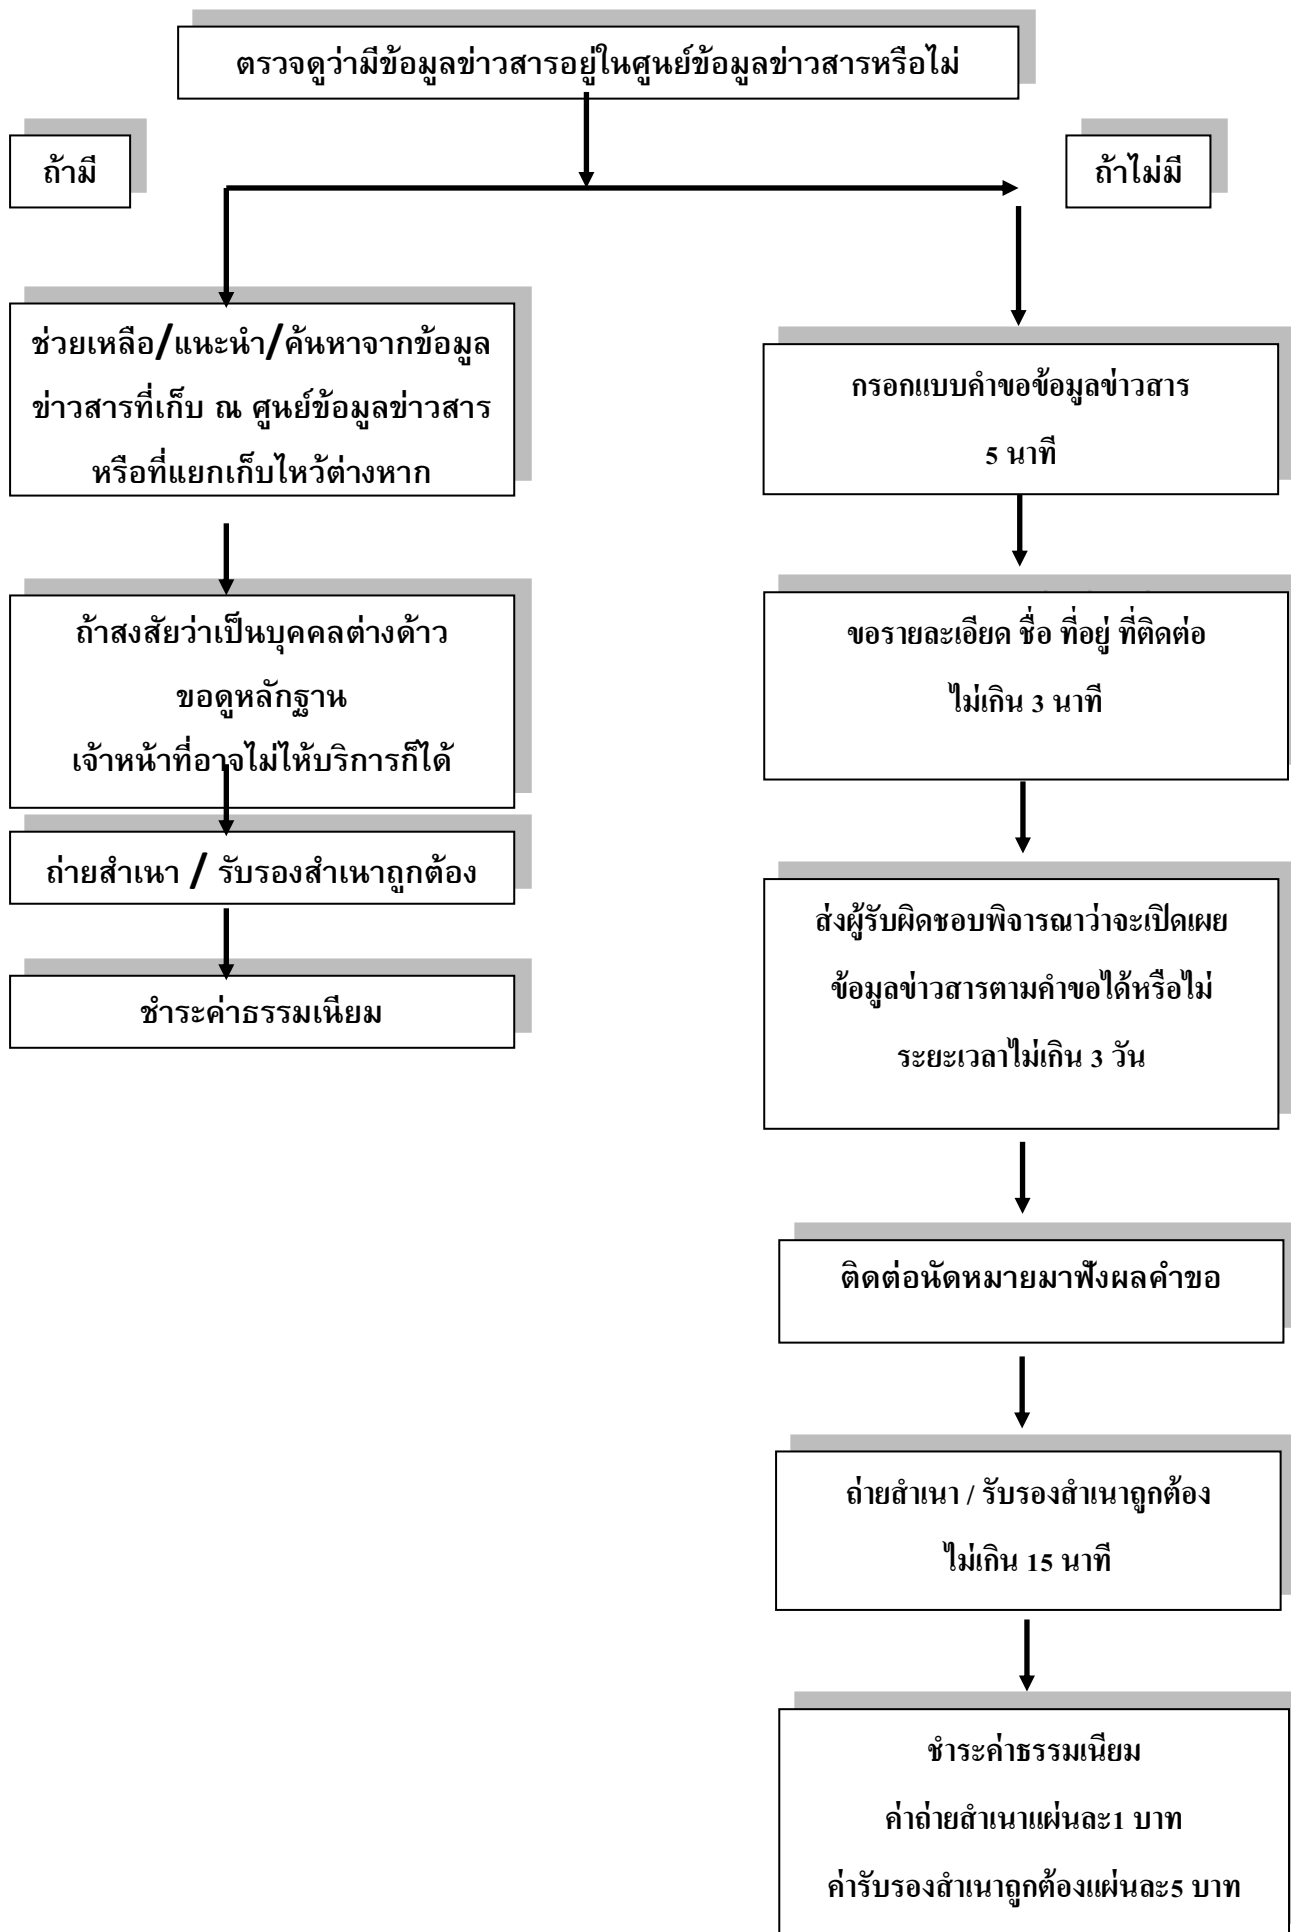 ตรวจดูว่ามีข้อมูลข่าวสารอยู่ในศูนย์ข้อมูลข่าวสารหรือไม่
ถ้ามี
ถ้าไม่มี
ช่วยเหลือ/แนะนำ/ค้นหาจากข้อมูล
ข่าวสารที่เก็บ ณ ศูนย์ข้อมูลข่าวสาร
หรือที่แยกเก็บไหว้ต่างหาก
ถ้าสงสัยว่าเป็นบุคคลต่างด้าว
ขอดูหลักฐาน
เจ้าหน้าที่อาจไม่ไห้บริการก็ได้
ถ่ายสำเนา / รับรองสำเนาถูกต้อง
ชำระค่าธรรมเนียม
กรอกแบบคำขอข้อมูลข่าวสาร
5 นาที
ขอรายละเอียด ชื่อ ที่อยู่ ที่ติดต่อ
ไม่เกิน 3 นาที
ส่งผู้รับผิดชอบพิจารณาว่าจะเปิดเผย
ข้อมูลข่าวสารตามคำขอได้หรือไม่
ระยะเวลาไม่เกิน 3 วัน
ติดต่อนัดหมายมาฟังผลคำขอ
ถ่ายสำเนา / รับรองสำเนาถูกต้อง
ไม่เกิน 15 นาที
ชำระค่าธรรมเนียม
ค่าถ่ายสำเนาแผ่นละ1 บาท
ค่ารับรองสำเนาถูกต้องแผ่นละ5 บาท